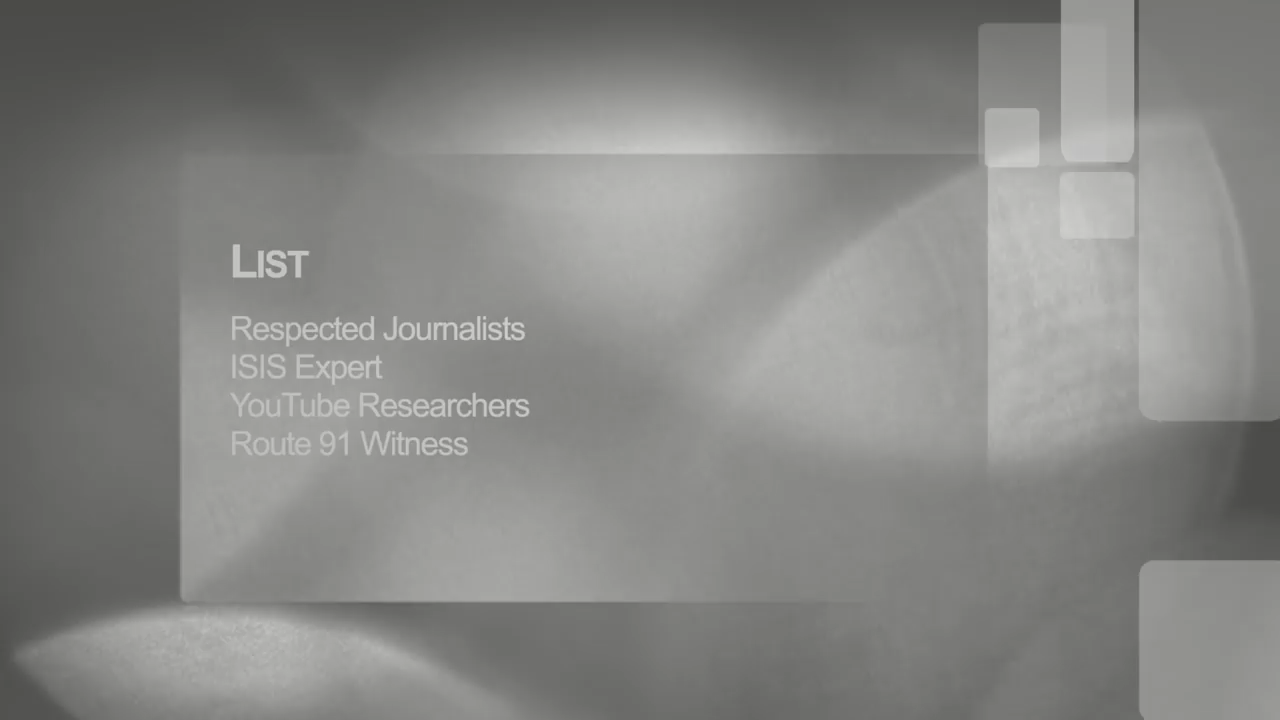 LIST
Respected Journalists
ISIS Expert
YouTube Researchers
Route 91 Witness